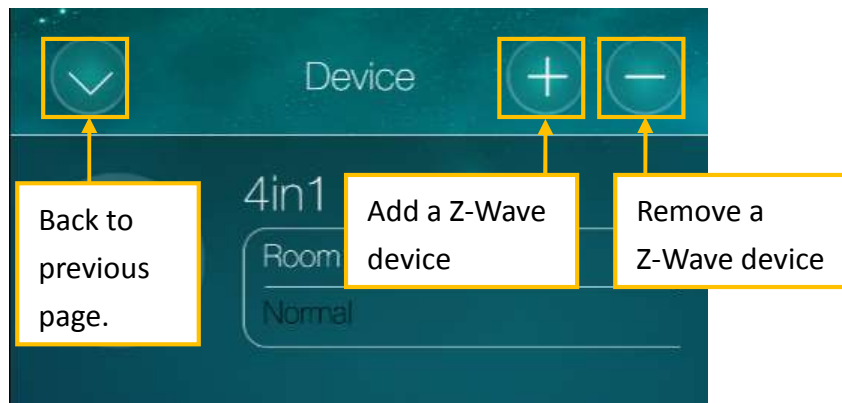 Device
4in1
Room
Normal
Back to
previous
page.
Add a Z-Wave
device
Remove a
Z-Wave device